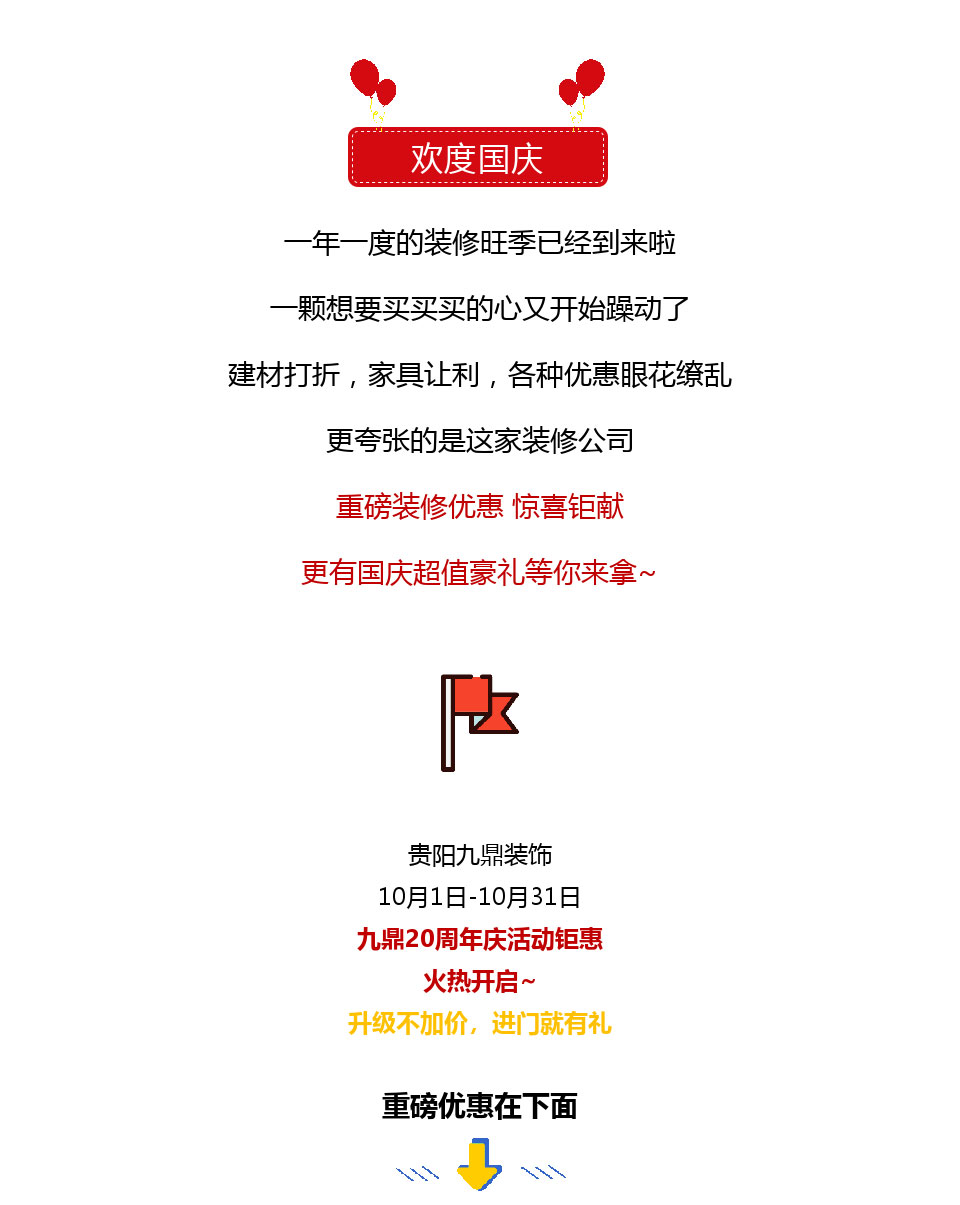 欢度国庆
一年一度的装修旺季已经到来啦
一颗想要买买买的心又开始躁动了
建材打折，家具让利，各种优惠眼花缭乱
更夸张的是这家装修公司
重磅装修优惠 惊喜钜献
更有国庆超值豪礼等你来拿~
贵阳九鼎装饰
10月1日-10月31日
九鼎20周年庆活动钜惠
火热开启~
升级不加价，进门就有礼
重磅优惠在下面